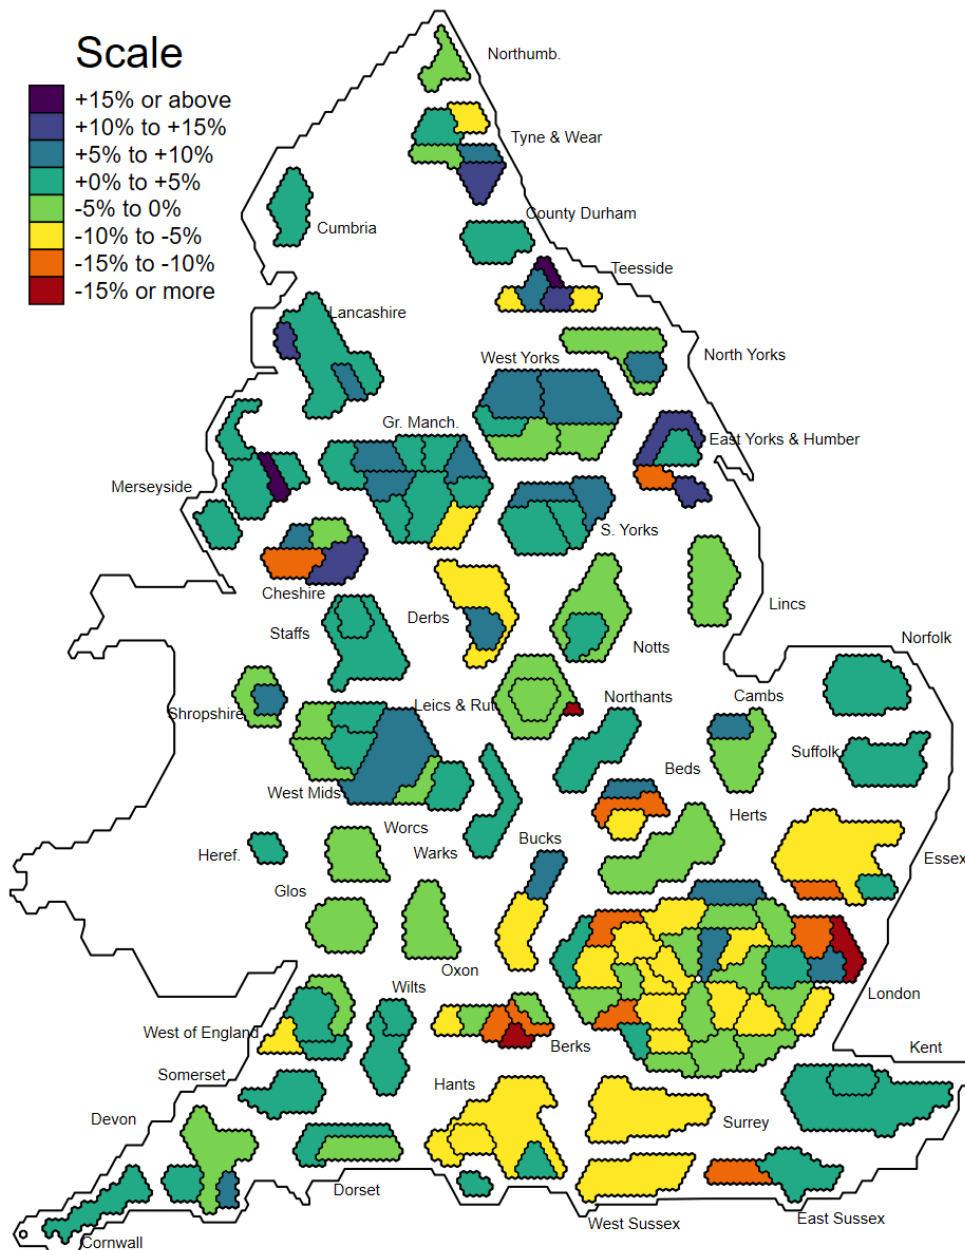 Scale
+15% or above
+10% to +15%
+5% to +10%
+0% to +5%
-5% to 0%
-10% to -5%
-15% to -10%
-15% or more
Northumb.
Tyne & Wear
County Durham
Cumbria
Teesside
Lancashire
West Yorks
North Yorks
Gr. Manch.
East Yorks & Humber
Merseyside
S. Yorks
Cheshire
Derbs
Lincs
Staffs
Notts
Norfolk
Shropshire
Leics & Rut
Northants
Cambs
Suffolk
Beds
West Mids
Herts
Worcs
Bucks
Heref.
Warks
Essex
Glos
Oxon
Wilts
London
West of England
Berks
Kent
Somerset
Hants
Devon
Surrey
Dorset
West Sussex
East Sussex
Cornwall